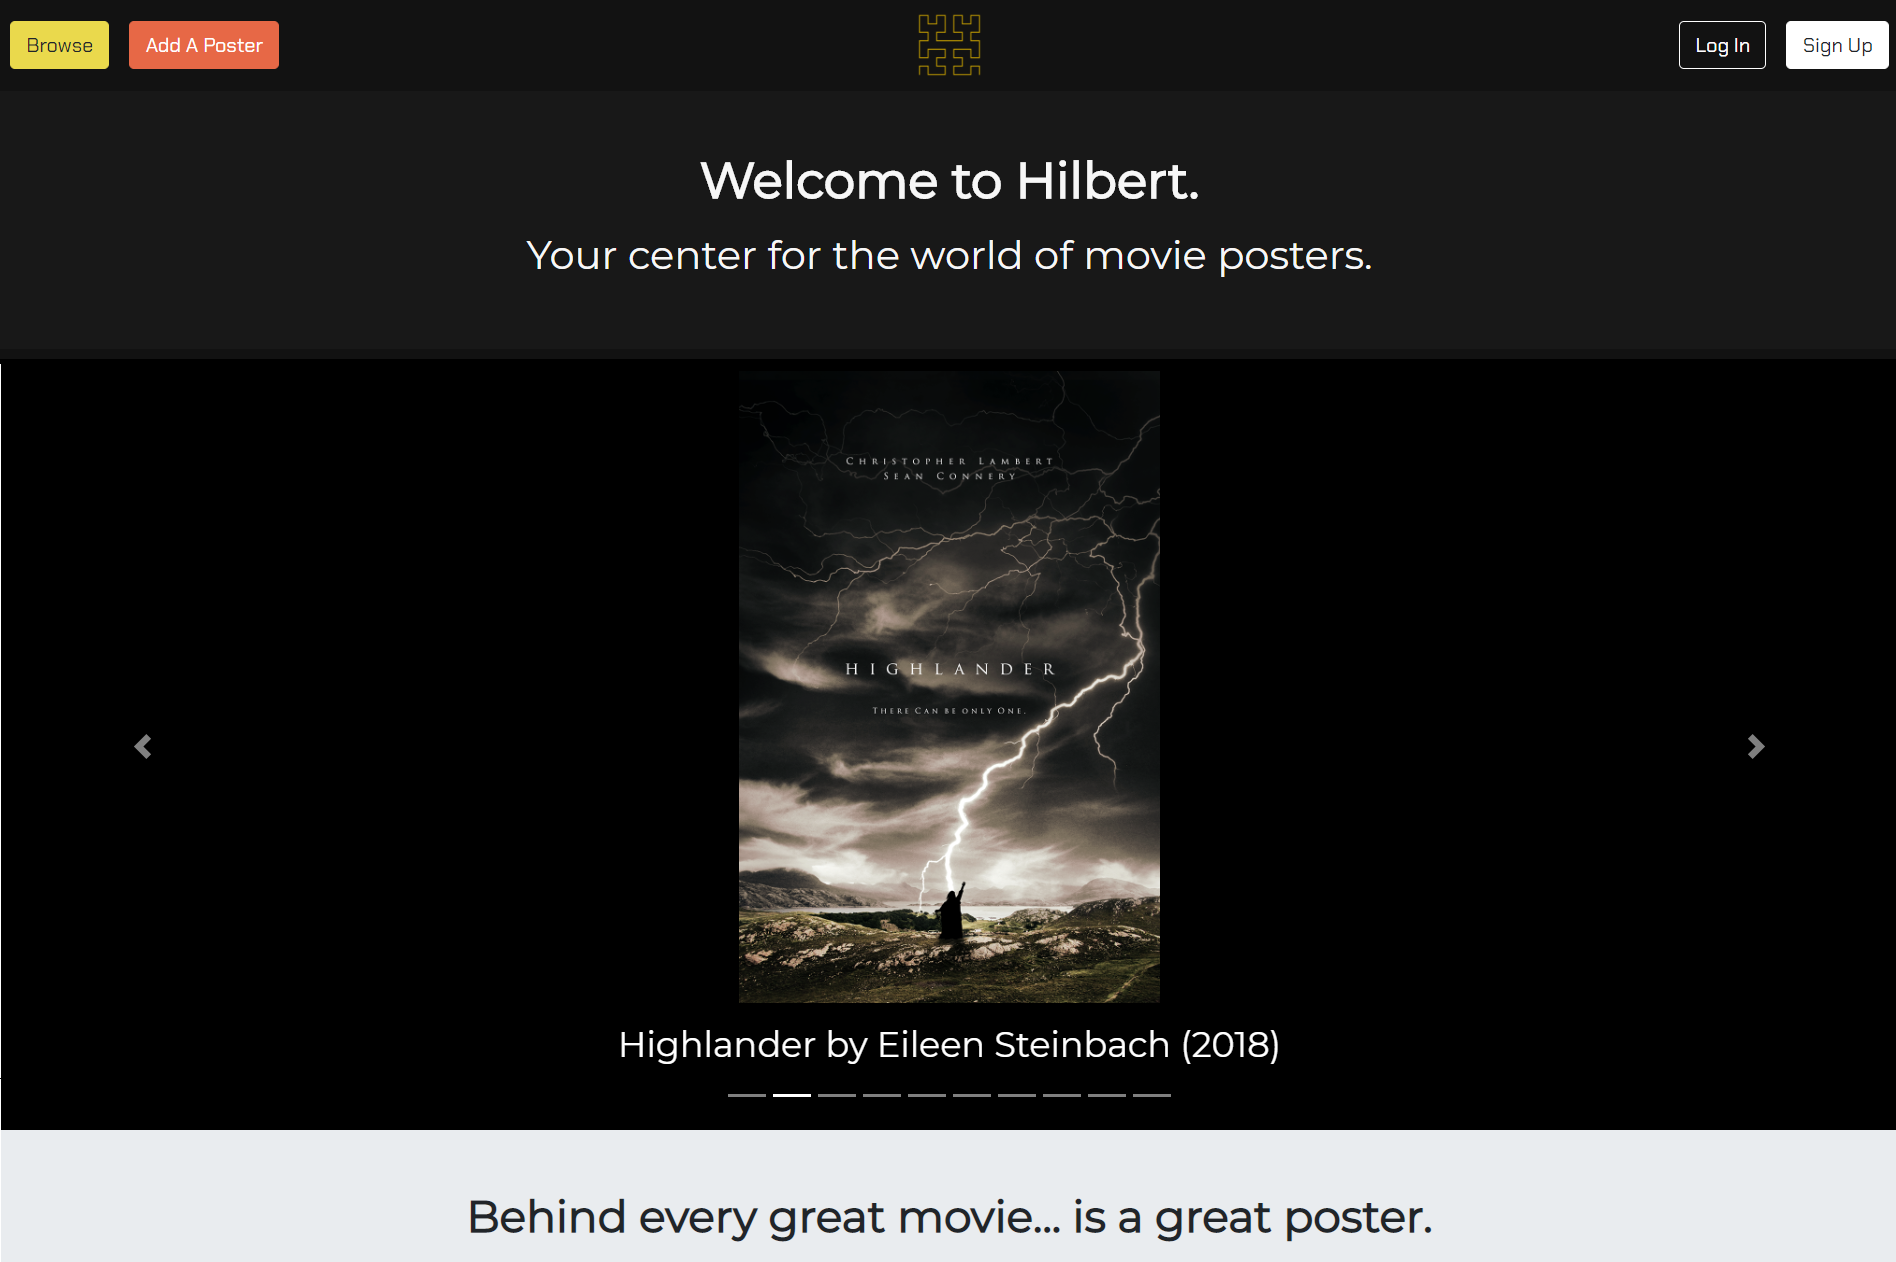 Browse
Add A Poster
Log In
Sign Up
Welcome to Hilbert.
Your center for the world of movie posters.
CHRISTOPHER LAMBERT
SEAN CONNERY
HIGHLANDER
THERE CAN BE ONLY ONE.
Highlander by Eileen Steinbach (2018)
Behind every great movie... is a great poster.